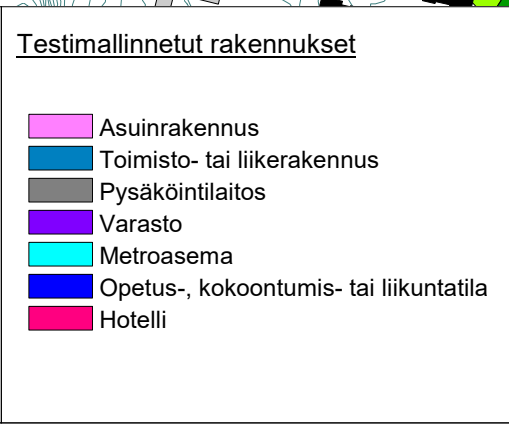 Testimallinnetut rakennukset
Asuinrakennus
Toimisto- tai liikerakennus
Pysäköintilaitos
Varasto
Metroasema
Opetus-, kokoontumis- tai liikuntatila
Hotelli